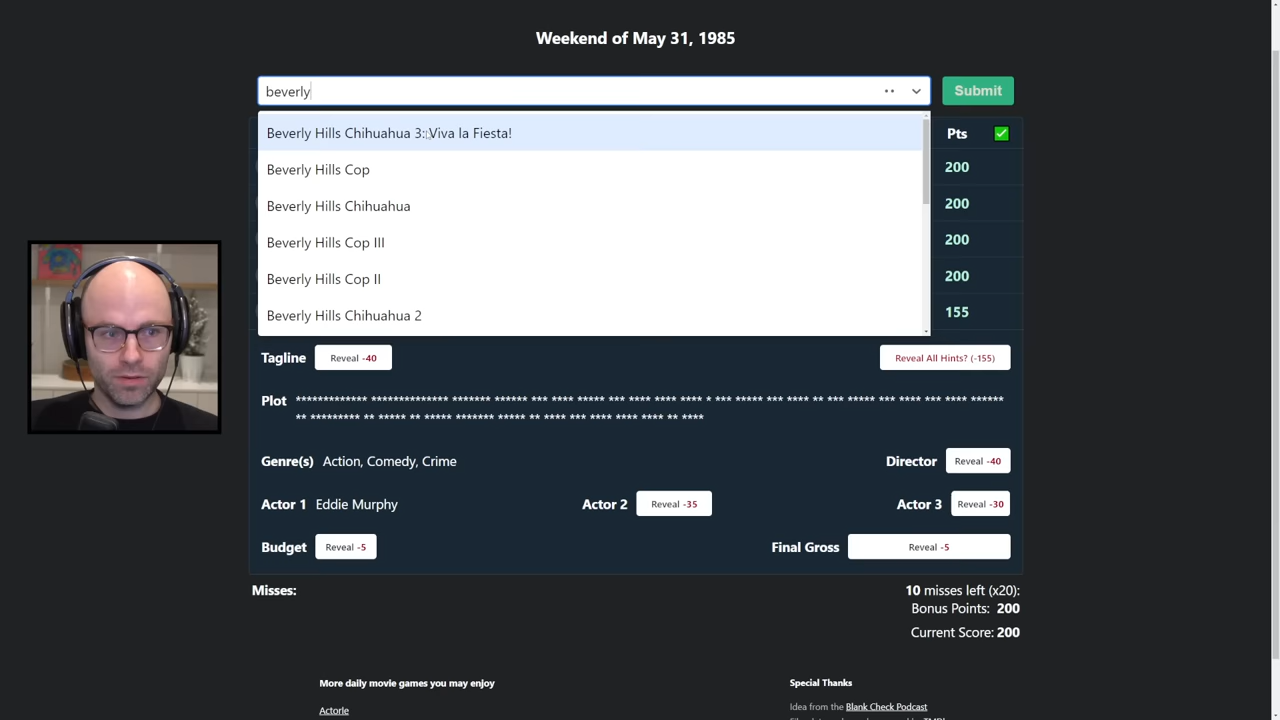 Weekend of May 31, 1985
beverly
Submit
Beverly Hills Chihuahua 3: Viva la Fiesta!
Pts
Beverly Hills Cop
200
Beverly Hills Chihuahua
200
Beverly Hills Cop III
200
Beverly Hills Cop II
200
Beverly Hills Chihuahua 2
155
Tagline Reveal -40 Reveal All Hints? (-155)
Plot ************* ************** ******* ****** *** **** ***** *** **** **** **** * *** ***** *** **** ** *** ***** *** **** *** **** ******
** ********* ** ***** ** ***** ******* ***** ** **** *** **** **** **** ** ****
Genre(s) Action, Comedy, Crime Director Reveal -40
Actor 1 Eddie Murphy Actor 2 Reveal -35 Actor 3 Reveal -30
Budget Reveal -5 Final Gross Reveal -5
Misses: 10 misses left (x20):
Bonus Points: 200
Current Score: 200
More daily movie games you may enjoy
Special Thanks
Actorle
Idea from the Blank Check Podcast